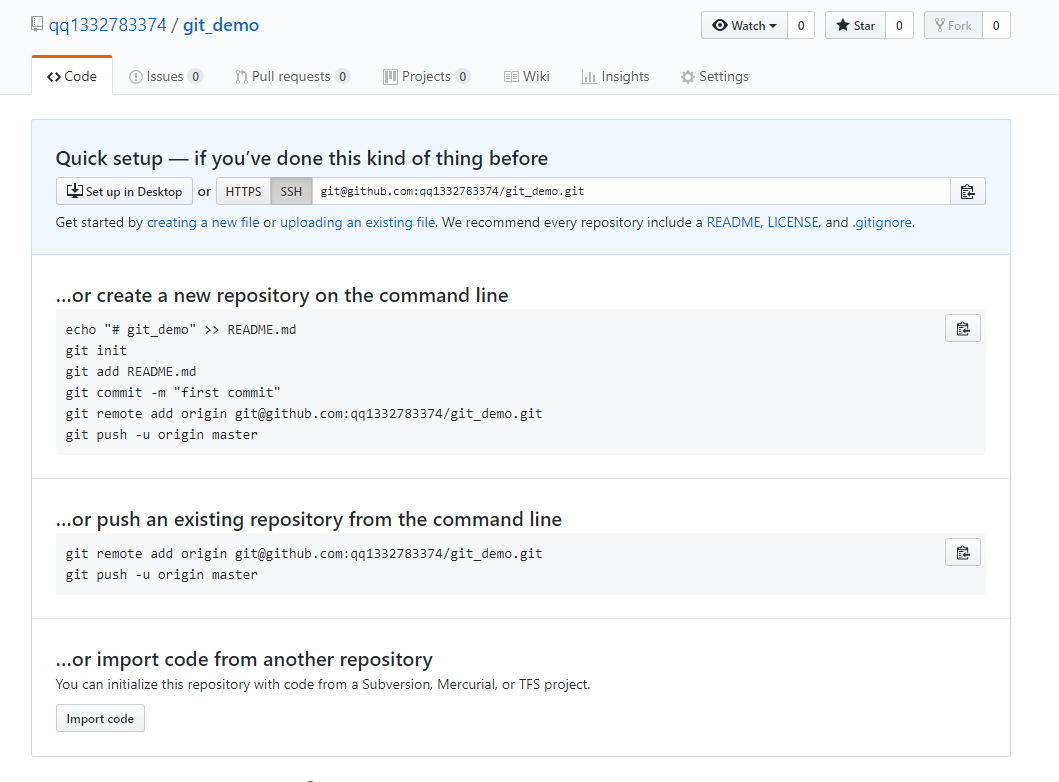 qq1332783374 / git_demo
Watch 0 Star 0 Fork 0
Code Issues 0 Pull requests 0 Projects 0 Wiki Insights Settings
Quick setup — if you’ve done this kind of thing before
Set up in Desktop or HTTPS SSH git@github.com:qq1332783374/git_demo.git
Get started by creating a new file or uploading an existing file. We recommend every repository include a README, LICENSE, and .gitignore.
…or create a new repository on the command line
echo "# git_demo" >> README.md
git init
git add README.md
git commit -m "first commit"
git remote add origin git@github.com:qq1332783374/git_demo.git
git push -u origin master
…or push an existing repository from the command line
git remote add origin git@github.com:qq1332783374/git_demo.git
git push -u origin master
…or import code from another repository
You can initialize this repository with code from a Subversion, Mercurial, or TFS project.
Import code